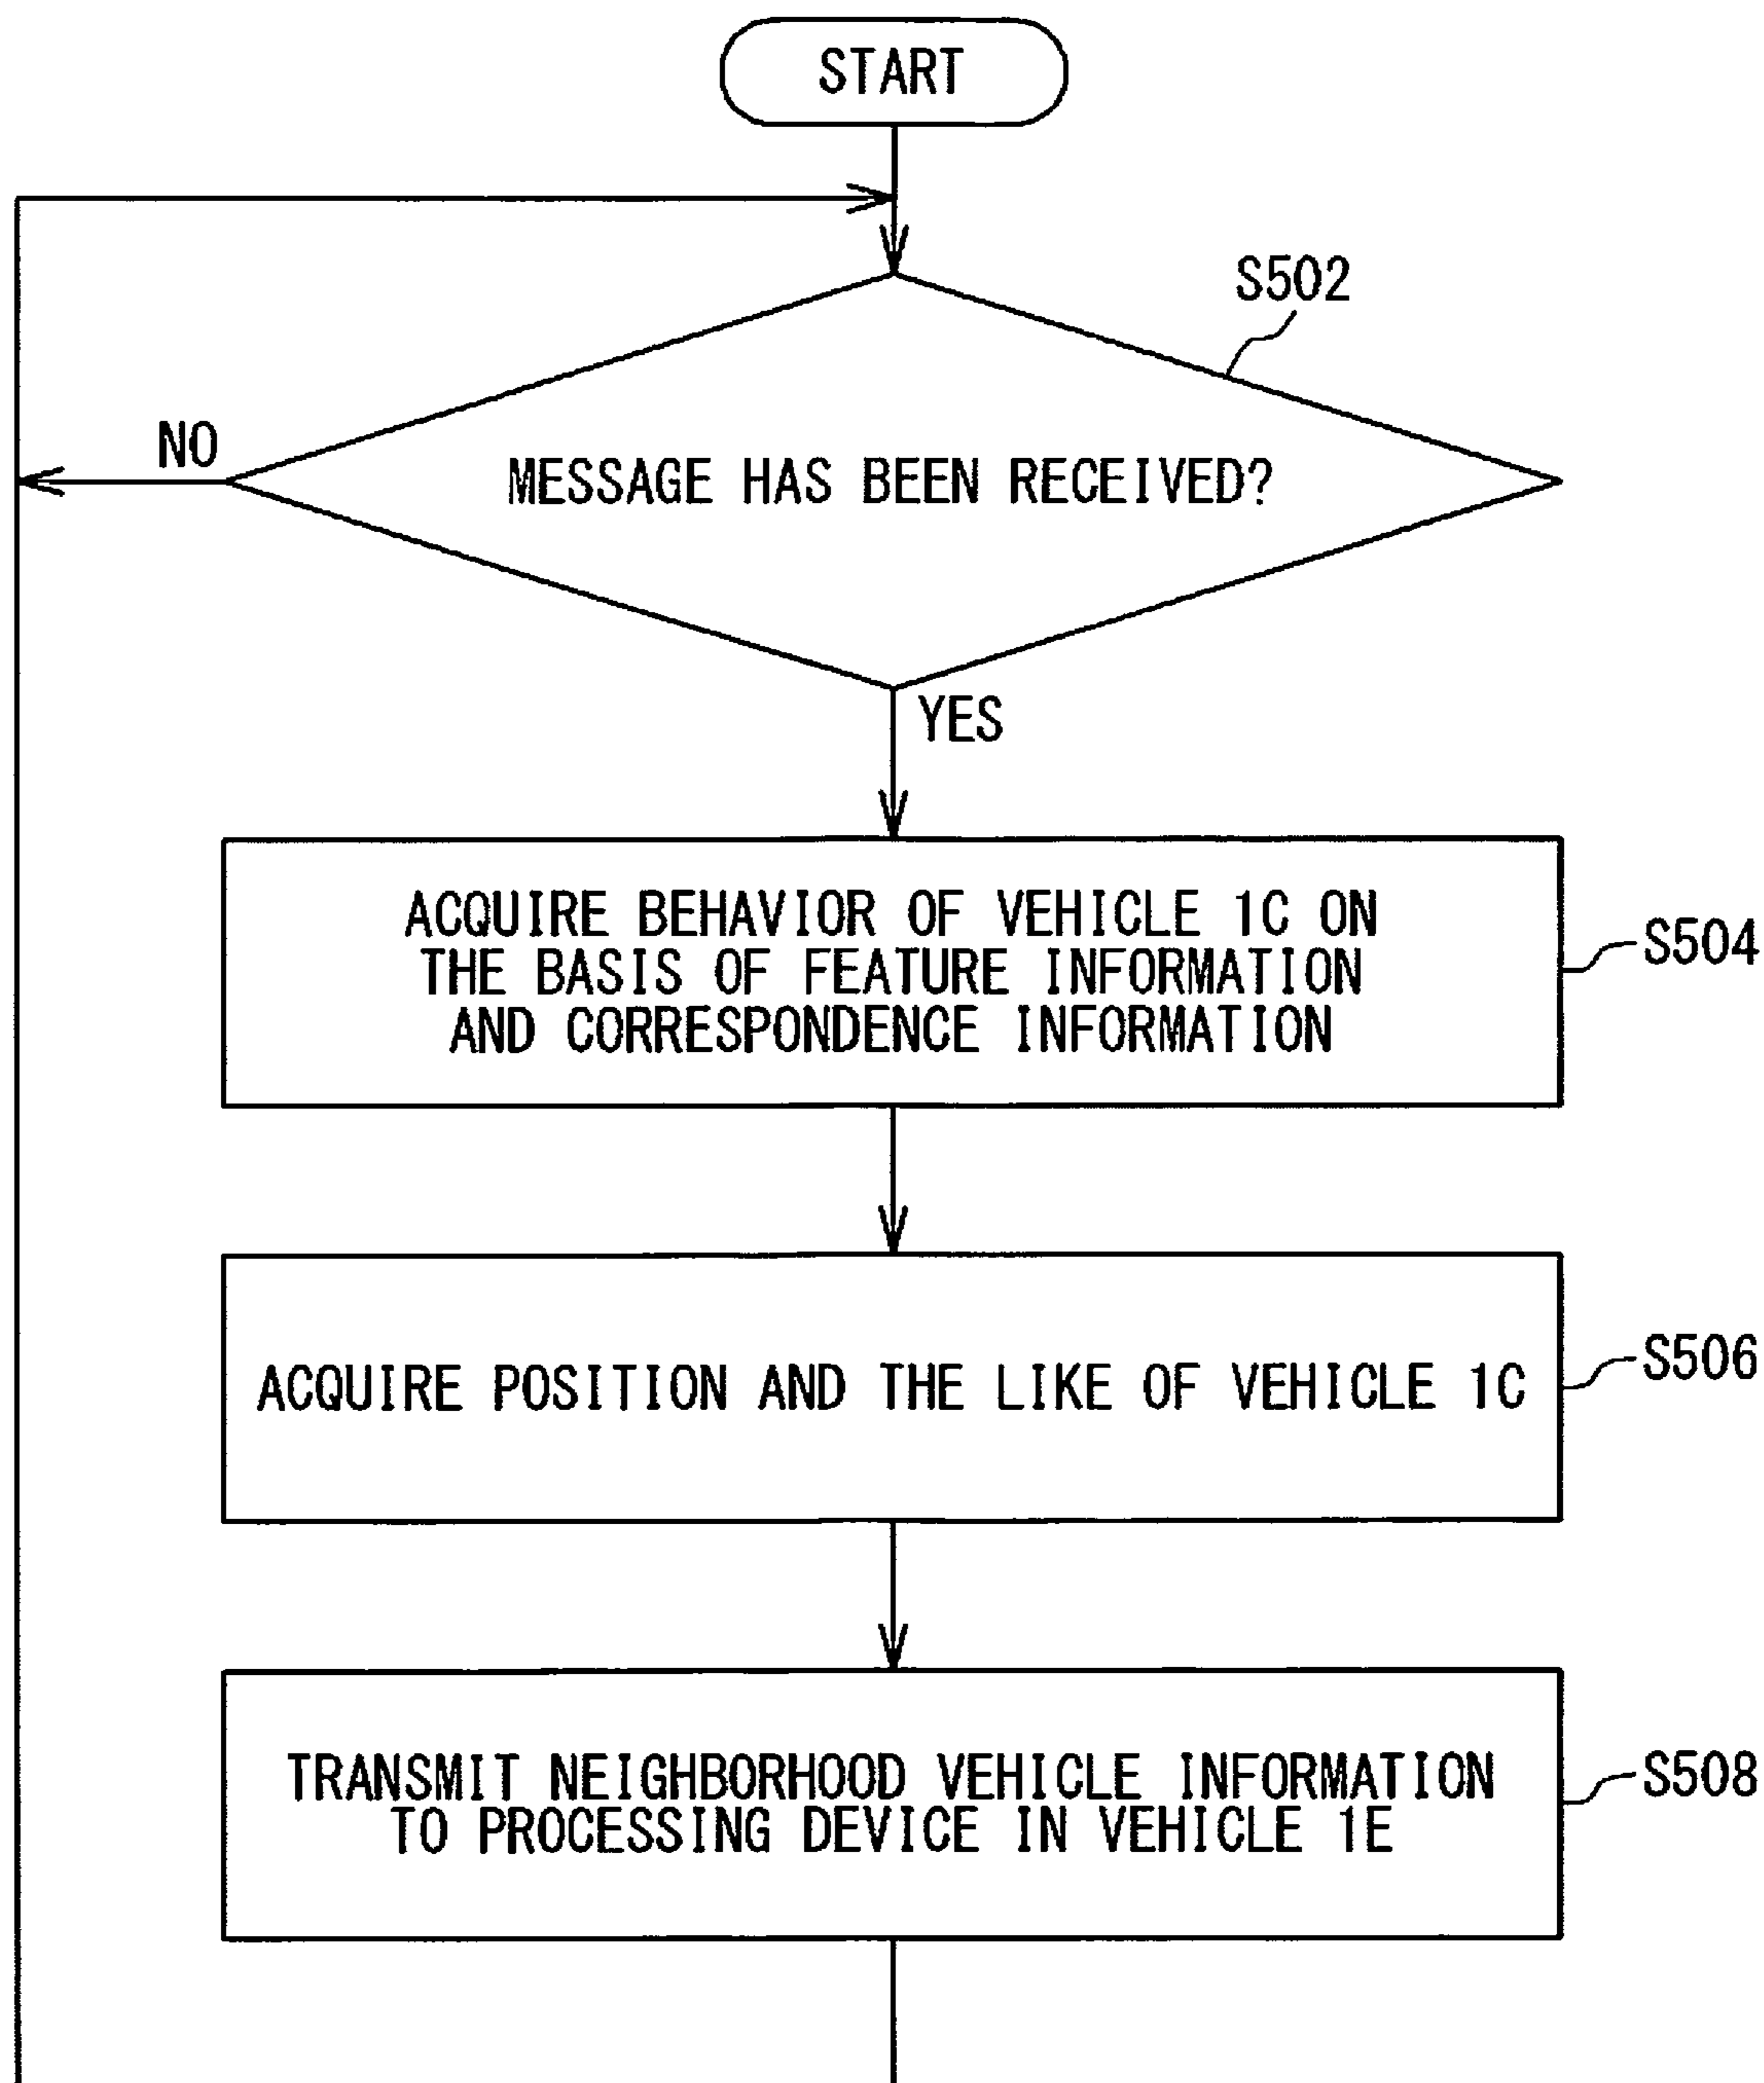 START
S502
NO
MESSAGE HAS BEEN RECEIVED?
YES
ACQUIRE BEHAVIOR OF VEHICLE 1C ON
THE BASIS OF FEATURE INFORMATION
AND CORRESPONDENCE INFORMATION
S504
ACQUIRE POSITION AND THE LIKE OF VEHICLE 1C
S506
TRANSMIT NEIGHBORHOOD VEHICLE INFORMATION
TO PROCESSING DEVICE IN VEHICLE 1E
S508